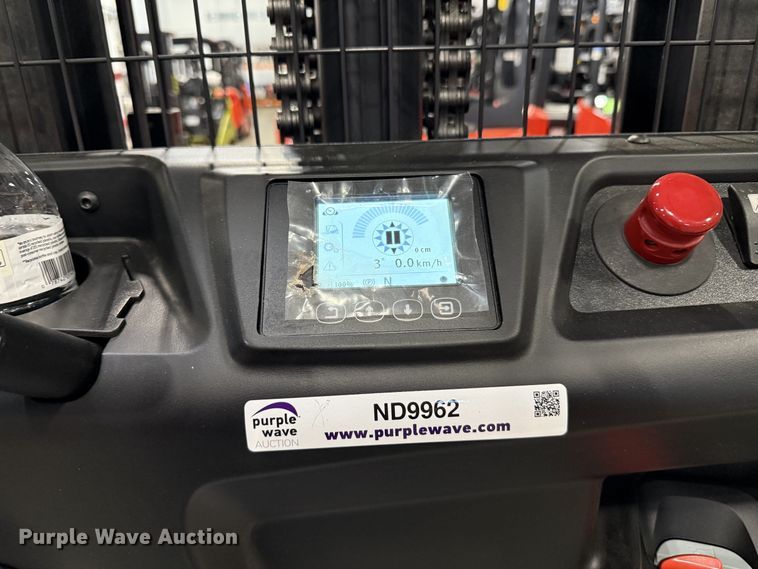 0 cm
3° 0.0 km/h
100% (P) N
purple
wave
AUCTION
ND9962
www.purplewave.com
Purple Wave Auction